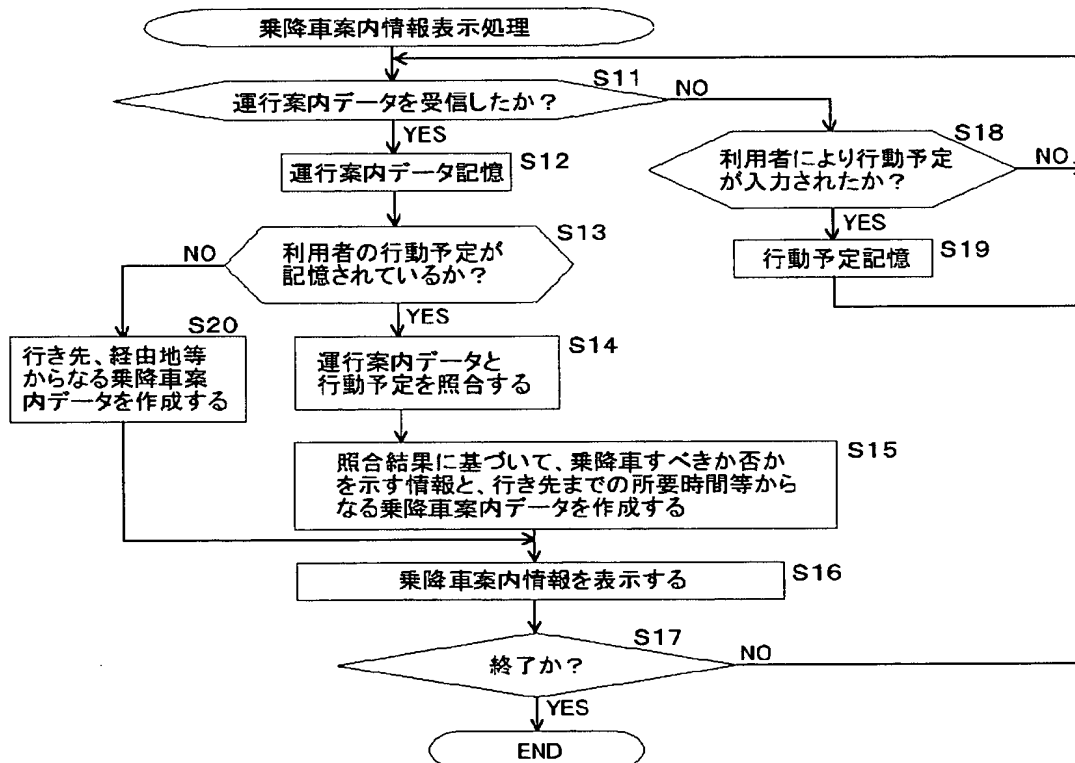 乗降車案内情報表示処理
S11
運行案内データを受信したか？
NO
YES
S12
運行案内データ記憶
S18
利用者により行動予定
が入力されたか？
NO
YES
S19
行動予定記憶
S13
利用者の行動予定が
記憶されているか？
NO
YES
S20
行き先、経由地等
からなる乗降車案
内データを作成する
S14
運行案内データと
行動予定を照合する
S15
照合結果に基づいて、乗降車すべきか否か
を示す情報と、行き先までの所要時間等から
なる乗降車案内データを作成する
S16
乗降車案内情報を表示する
S17
終了か？
NO
YES
END